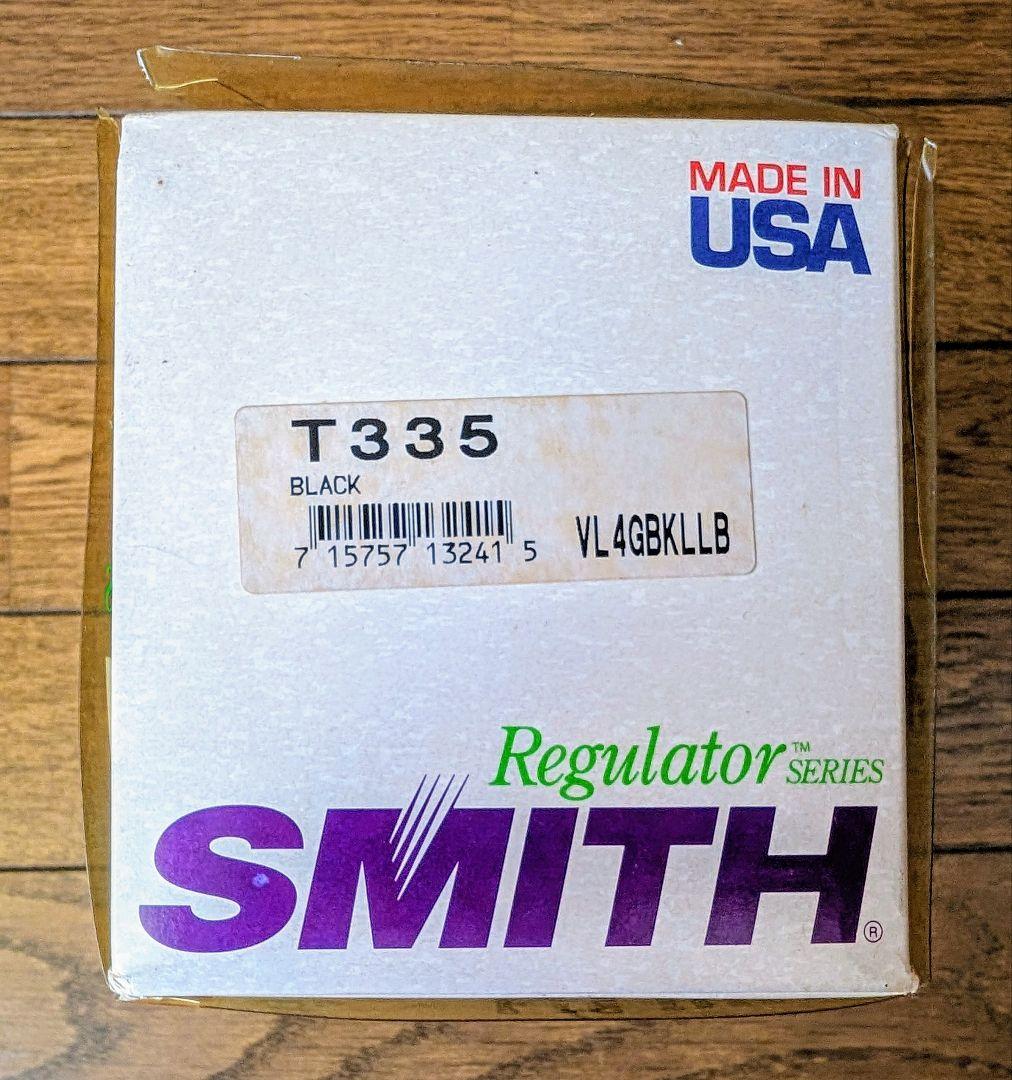 MADE IN
USA
T335
BLACK
7 15757 13241 5
VL4GBKLLB
Regulator™ SERIES
SMITH®